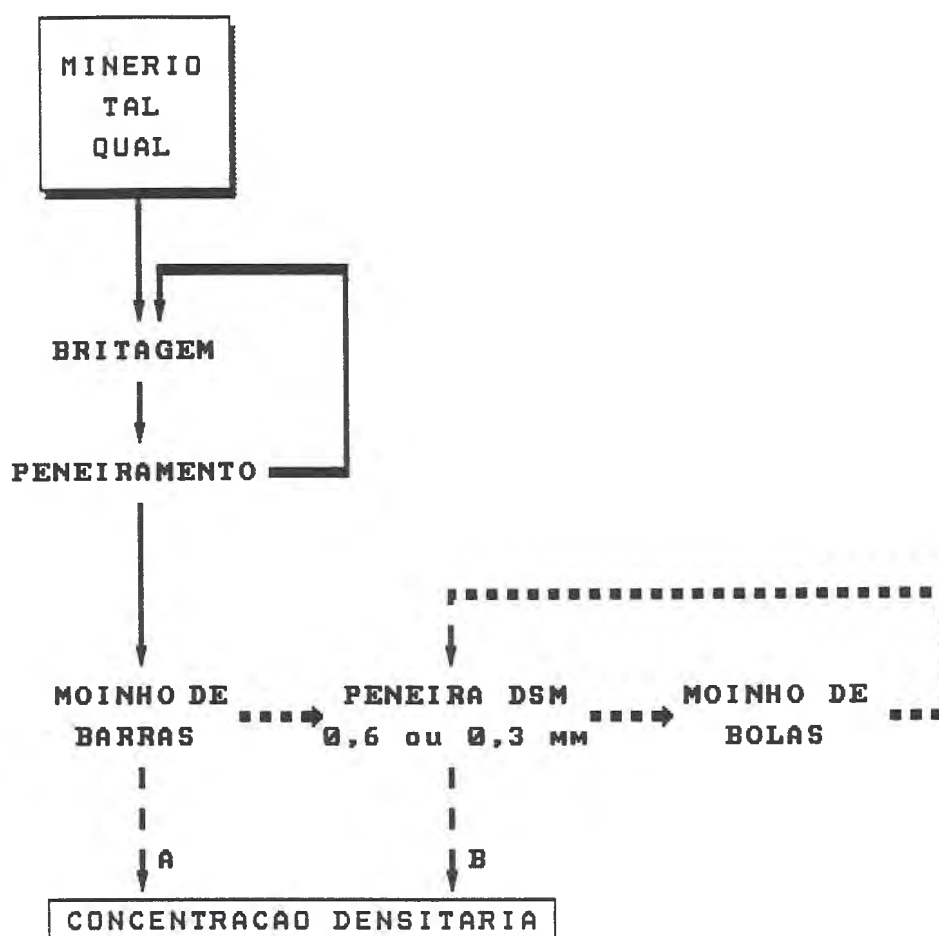 MINERIO
TAL
QUAL
BRITAGEM
PENEIRAMENTO
MOINHO DE
BARRAS
PENEIRA DSM
0,6 ou 0,3 мм
MOINHO DE
BOLAS
A
B
CONCENTRACAO DENSITARIA